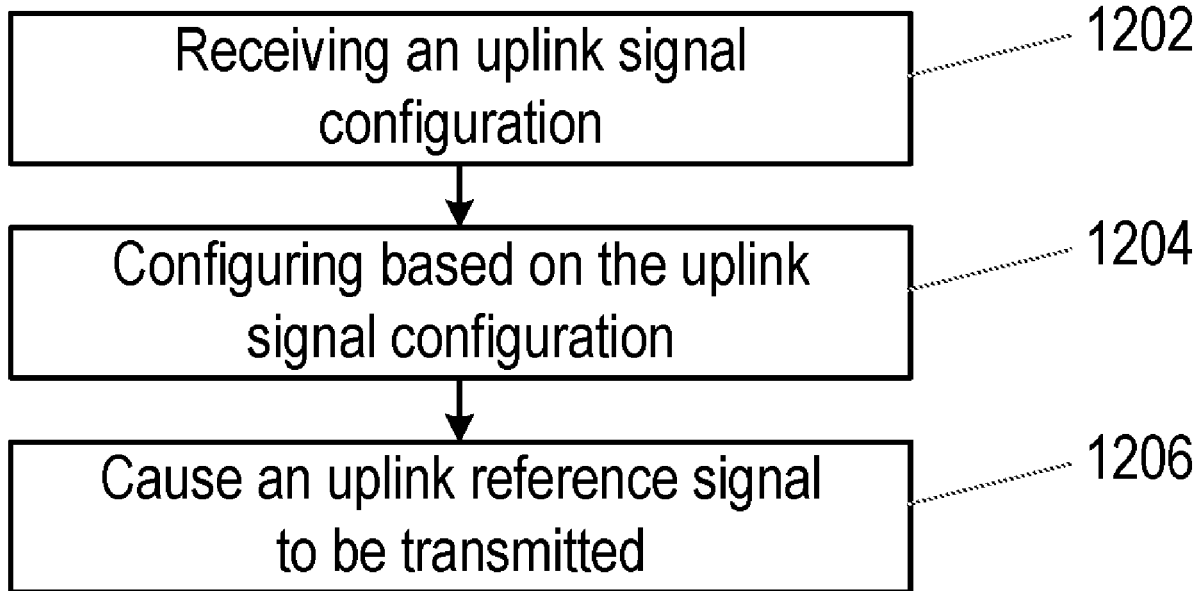 Receiving an uplink signal
configuration
1202
Configuring based on the uplink
signal configuration
1204
Cause an uplink reference signal
to be transmitted
1206